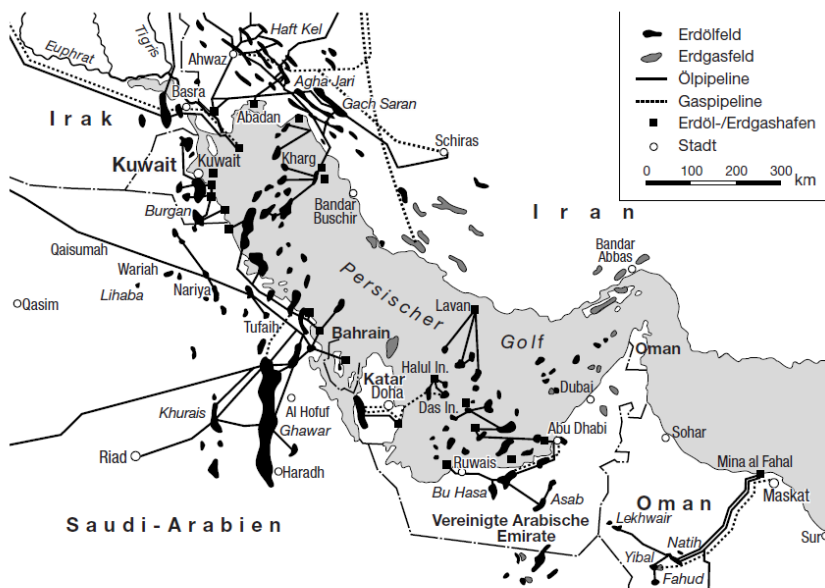 Haft Kel
Euphrat
Tigris
Ahwaz
Agha Jari
Basra
Abadan
Gach Saran
Irak
Schiras
Kuwait
Kuwait
Kharg
Burgan
Bandar
Buschir
Iran
Qaisumah
Wariah
Lihaba
Nariya
Qasim
Tufaih
Bahrain
Persischer
Golf
Lavan
Bandar
Abbas
Oman
Katar
Doha
Halul In.
Das In.
Dubai
Khurais
Al Hofuf
Ghawar
Abu Dhabi
Sohar
Riad
Haradh
Ruwais
Mina al Fahal
Maskat
Bu Hasa
Asab
Saudi-Arabien
Vereinigte Arabische
Emirate
Oman
Lekhwair
Natih
Yibal
Fahud
Sur
Erdölfeld
Erdgasfeld
Ölpipeline
Gaspipeline
Erdöl-/Erdgashafen
Stadt
0 100 200 300
km